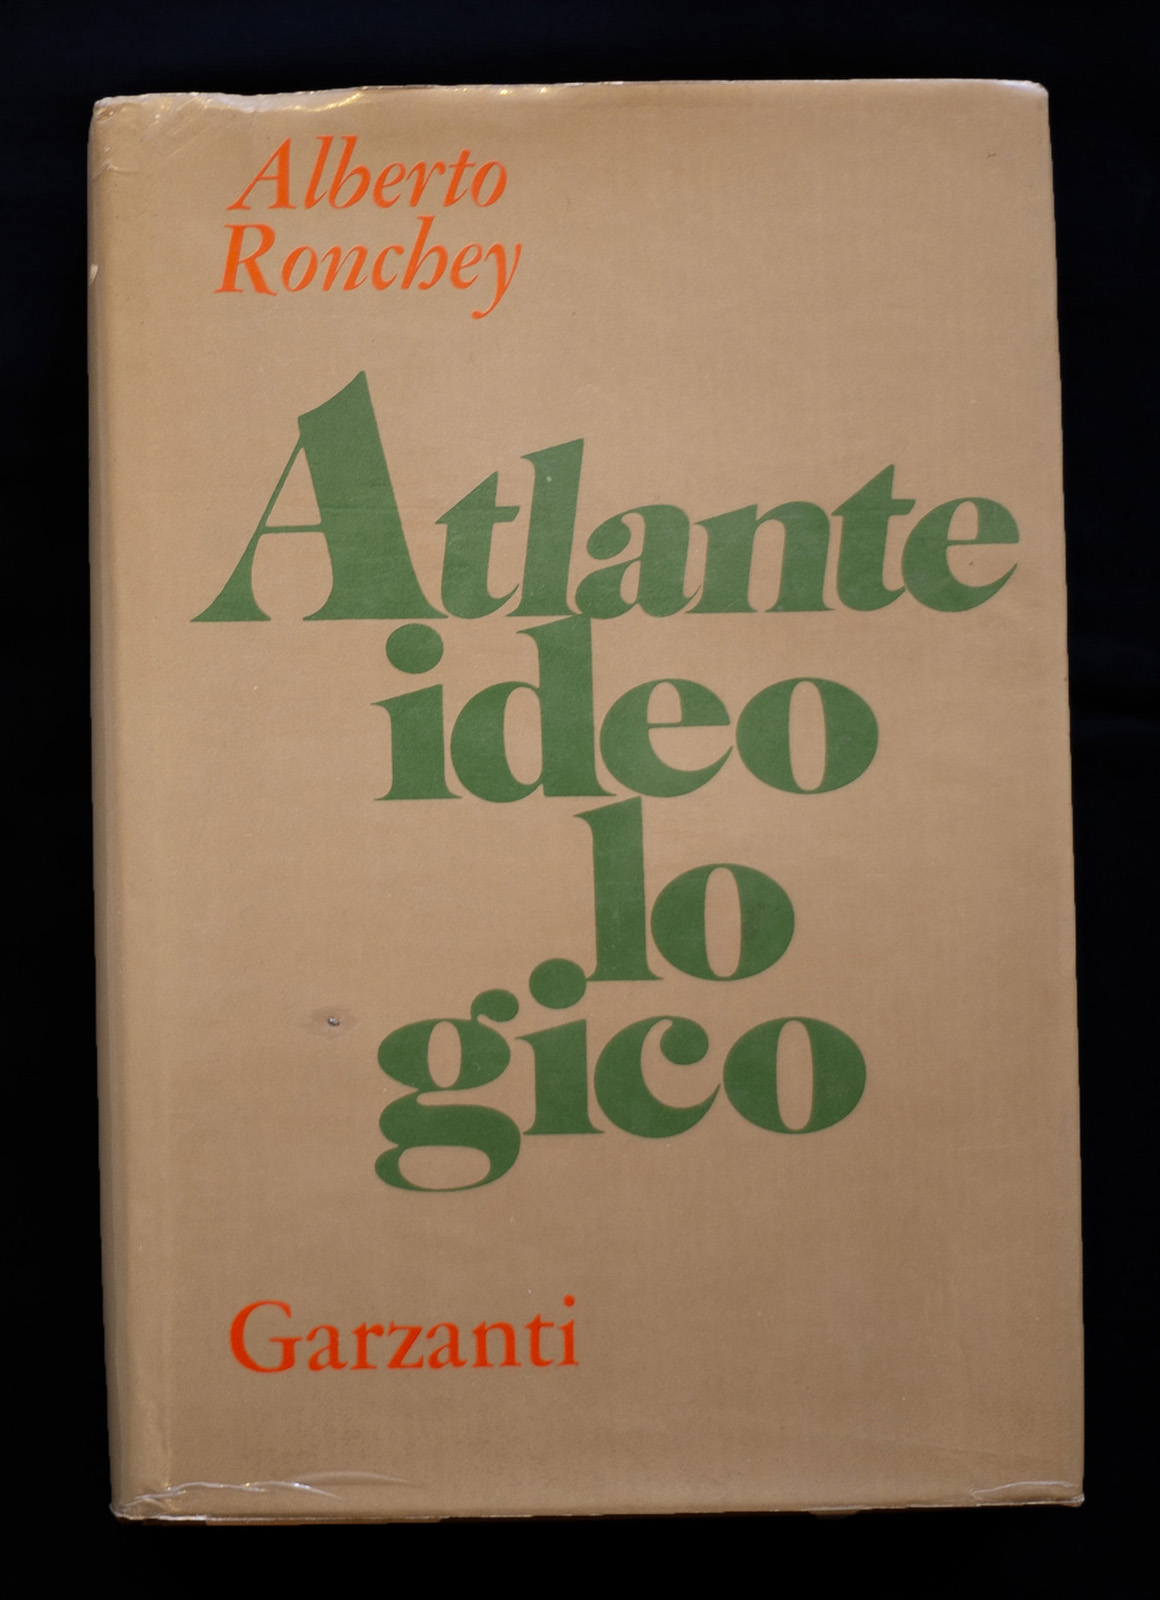 Alberto
Ronchey
Atlante
ideo
lo
gico
Garzanti